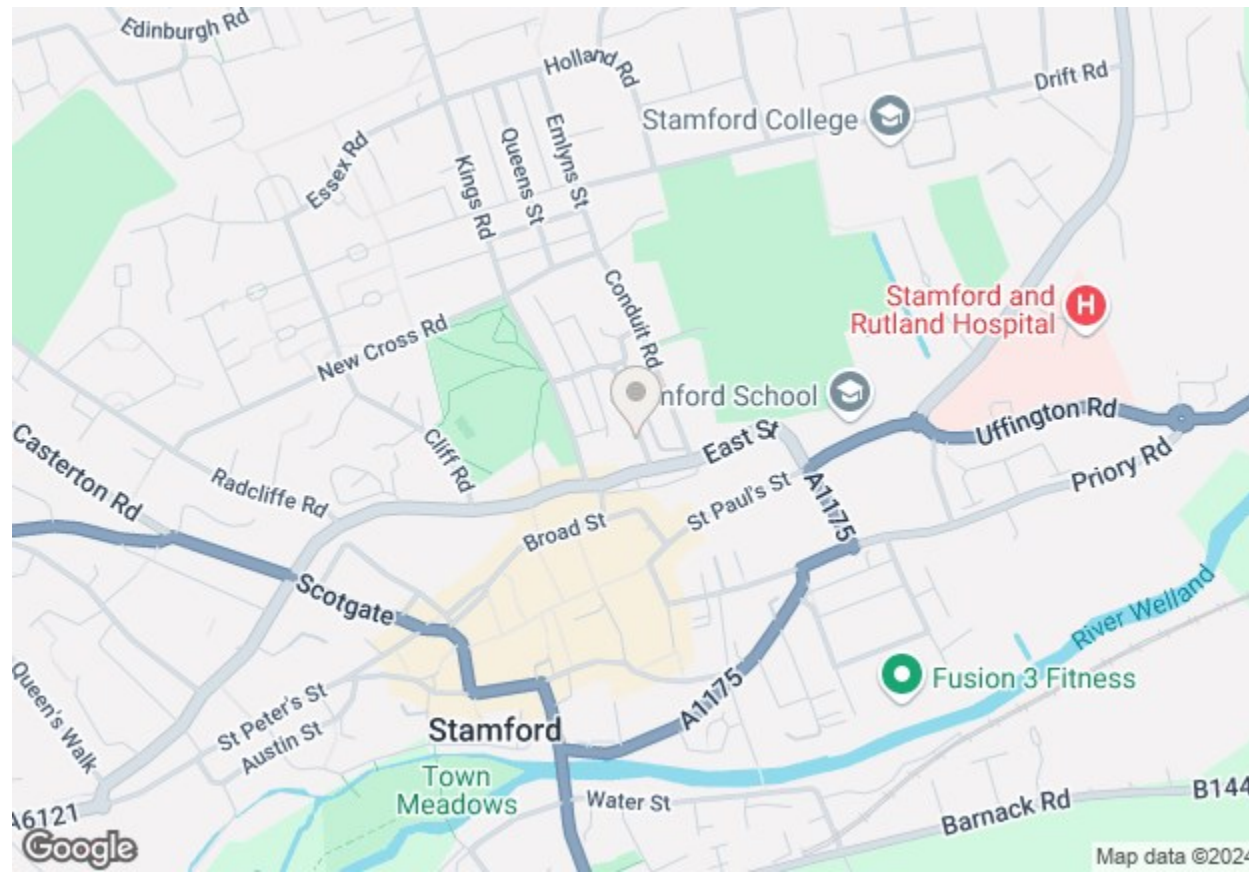 Edinburgh Rd
Holland Rd
Drift Rd
Stamford College
Essex Rd
Kings Rd
Queens St
Emlyns St
Conduit Rd
Stamford and
Rutland Hospital
New Cross Rd
mford School
Uffington Rd
Casterton Rd
Radcliffe Rd
Cliff Rd
East St
St Paul's St
A1175
Priory Rd
Broad St
Scotgate
River Welland
Queen's Walk
St Peter's St
Austin St
A1175
Fusion 3 Fitness
Stamford
Town
Meadows
Water St
Barnack Rd
B144
A6121
Google
Map data ©2024
H